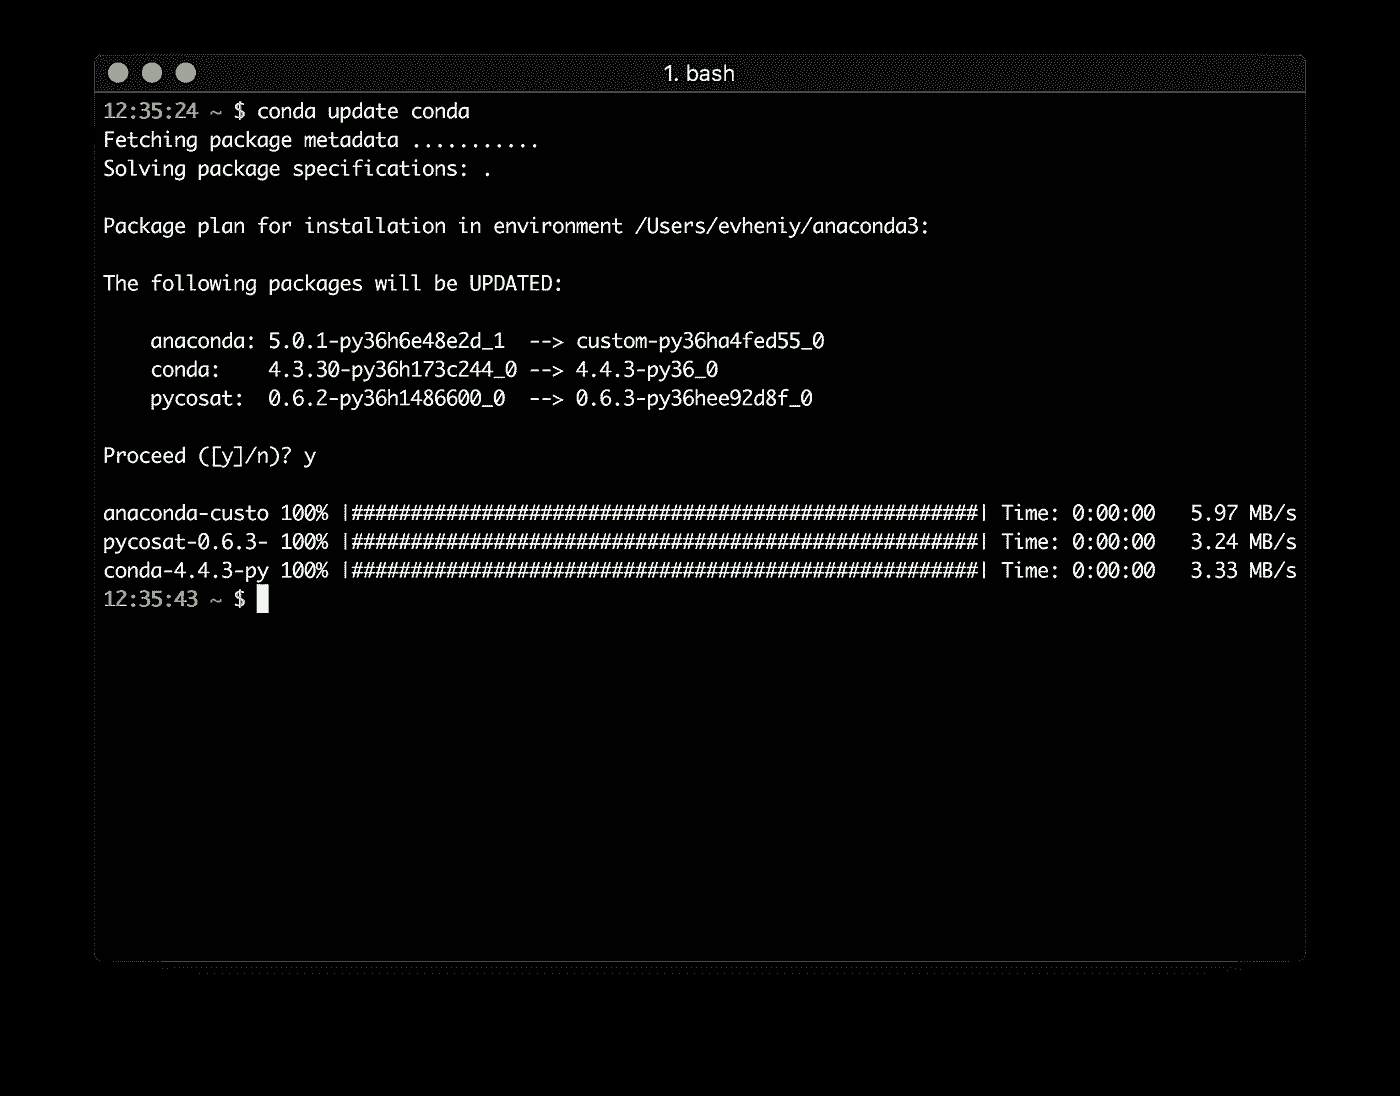 1. bash
12:35:24 ~ $ conda update conda
Fetching package metadata ...........
Solving package specifications: .
Package plan for installation in environment /Users/evheniy/anaconda3:
The following packages will be UPDATED:
anaconda: 5.0.1-py36h6e48e2d_1 --> custom-py36ha4fed55_0
conda: 4.3.30-py36h173c244_0 --> 4.4.3-py36_0
pycosat: 0.6.2-py36h1486600_0 --> 0.6.3-py36hee92d8f_0
Proceed ([y]/n)? y
anaconda-custo 100% |#####################################################| Time: 0:00:00 5.97 MB/s
pycosat-0.6.3- 100% |#####################################################| Time: 0:00:00 3.24 MB/s
conda-4.4.3-py 100% |#####################################################| Time: 0:00:00 3.33 MB/s
12:35:43 ~ $